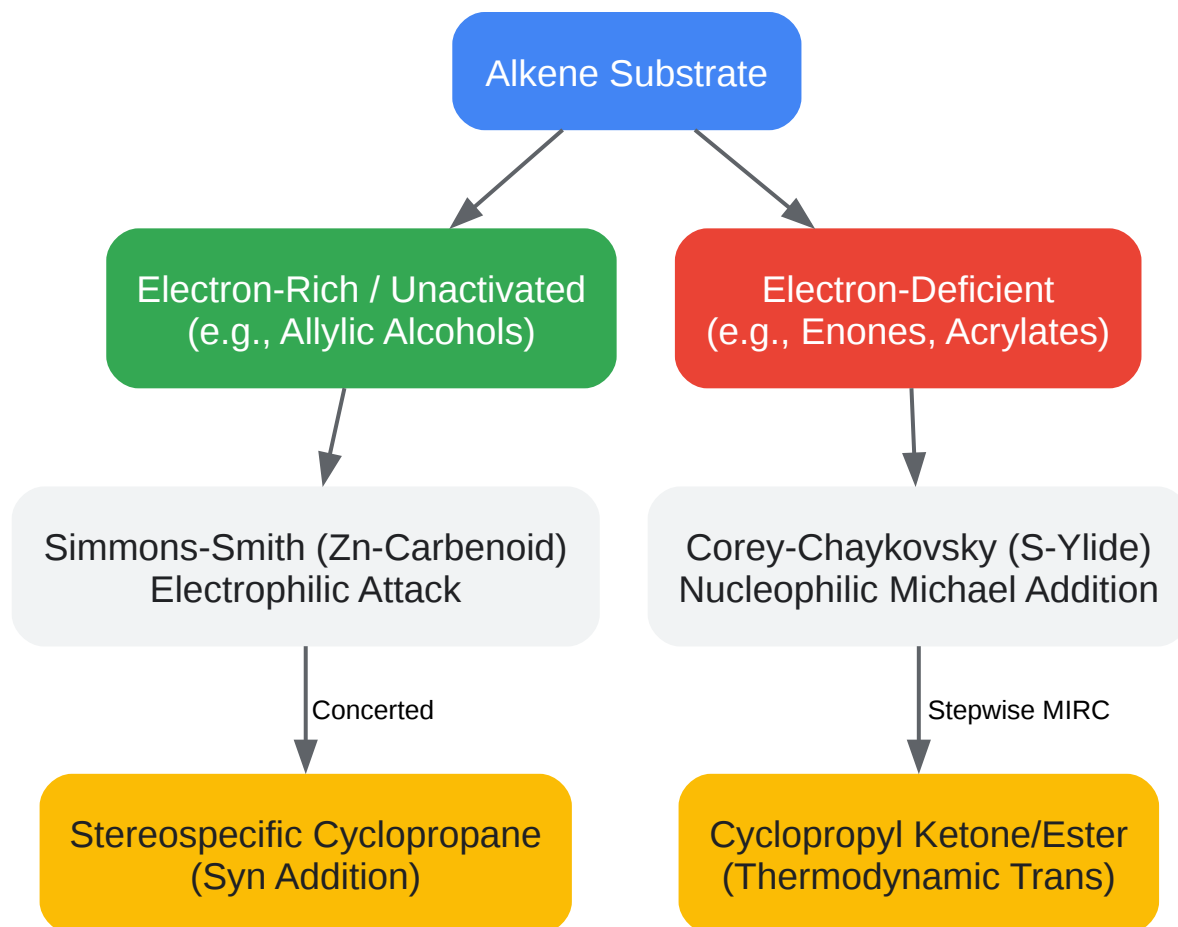 Alkene Substrate
Electron-Rich / Unactivated
(e.g., Allylic Alcohols)
Electron-Deficient
(e.g., Enones, Acrylates)
Simmons-Smith (Zn-Carbenoid)
Electrophilic Attack
Corey-Chaykovsky (S-Ylide)
Nucleophilic Michael Addition
Concerted
Stepwise MIRC
Stereospecific Cyclopropane
(Syn Addition)
Cyclopropyl Ketone/Ester
(Thermodynamic Trans)